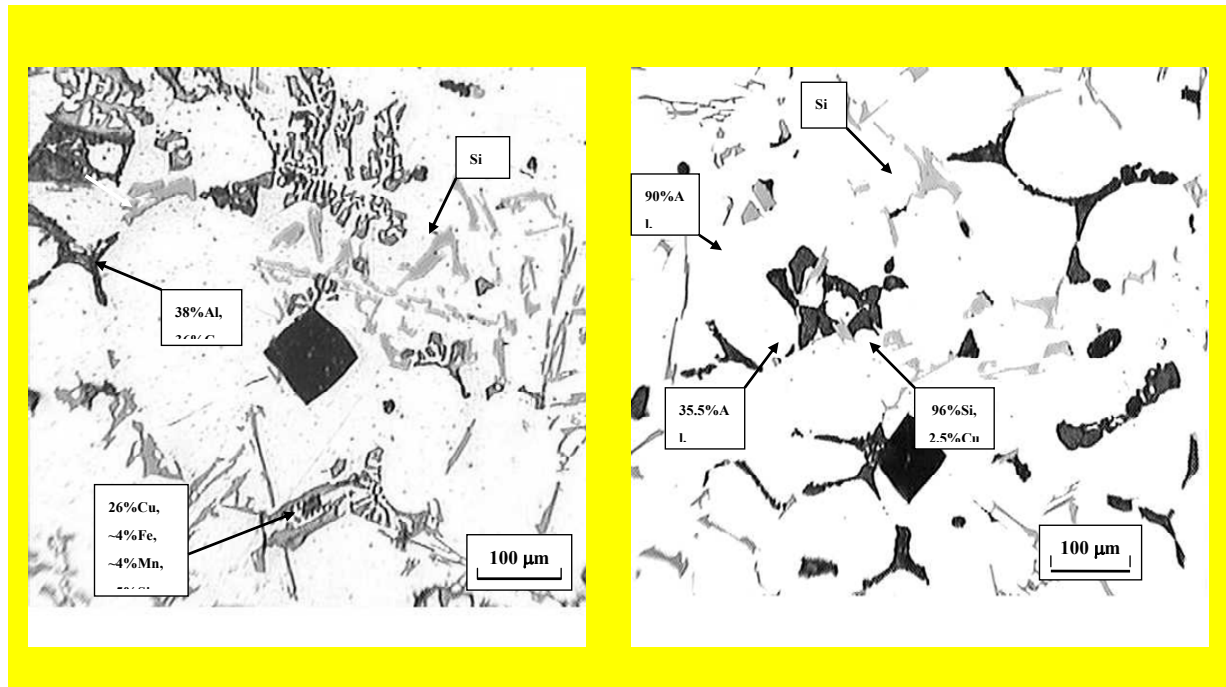 Si
38%Al,
26%Cu,
~4%Fe,
~4%Mn,
100 µm
Si
90%A
l,
35.5%A
l,
96%Si,
2.5%Cu
100 µm